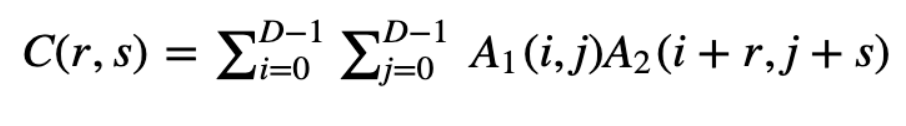 C(r, s) = ∑_{i=0}^{D−1} ∑_{j=0}^{D−1} A₁(i,j)A₂(i + r, j + s)